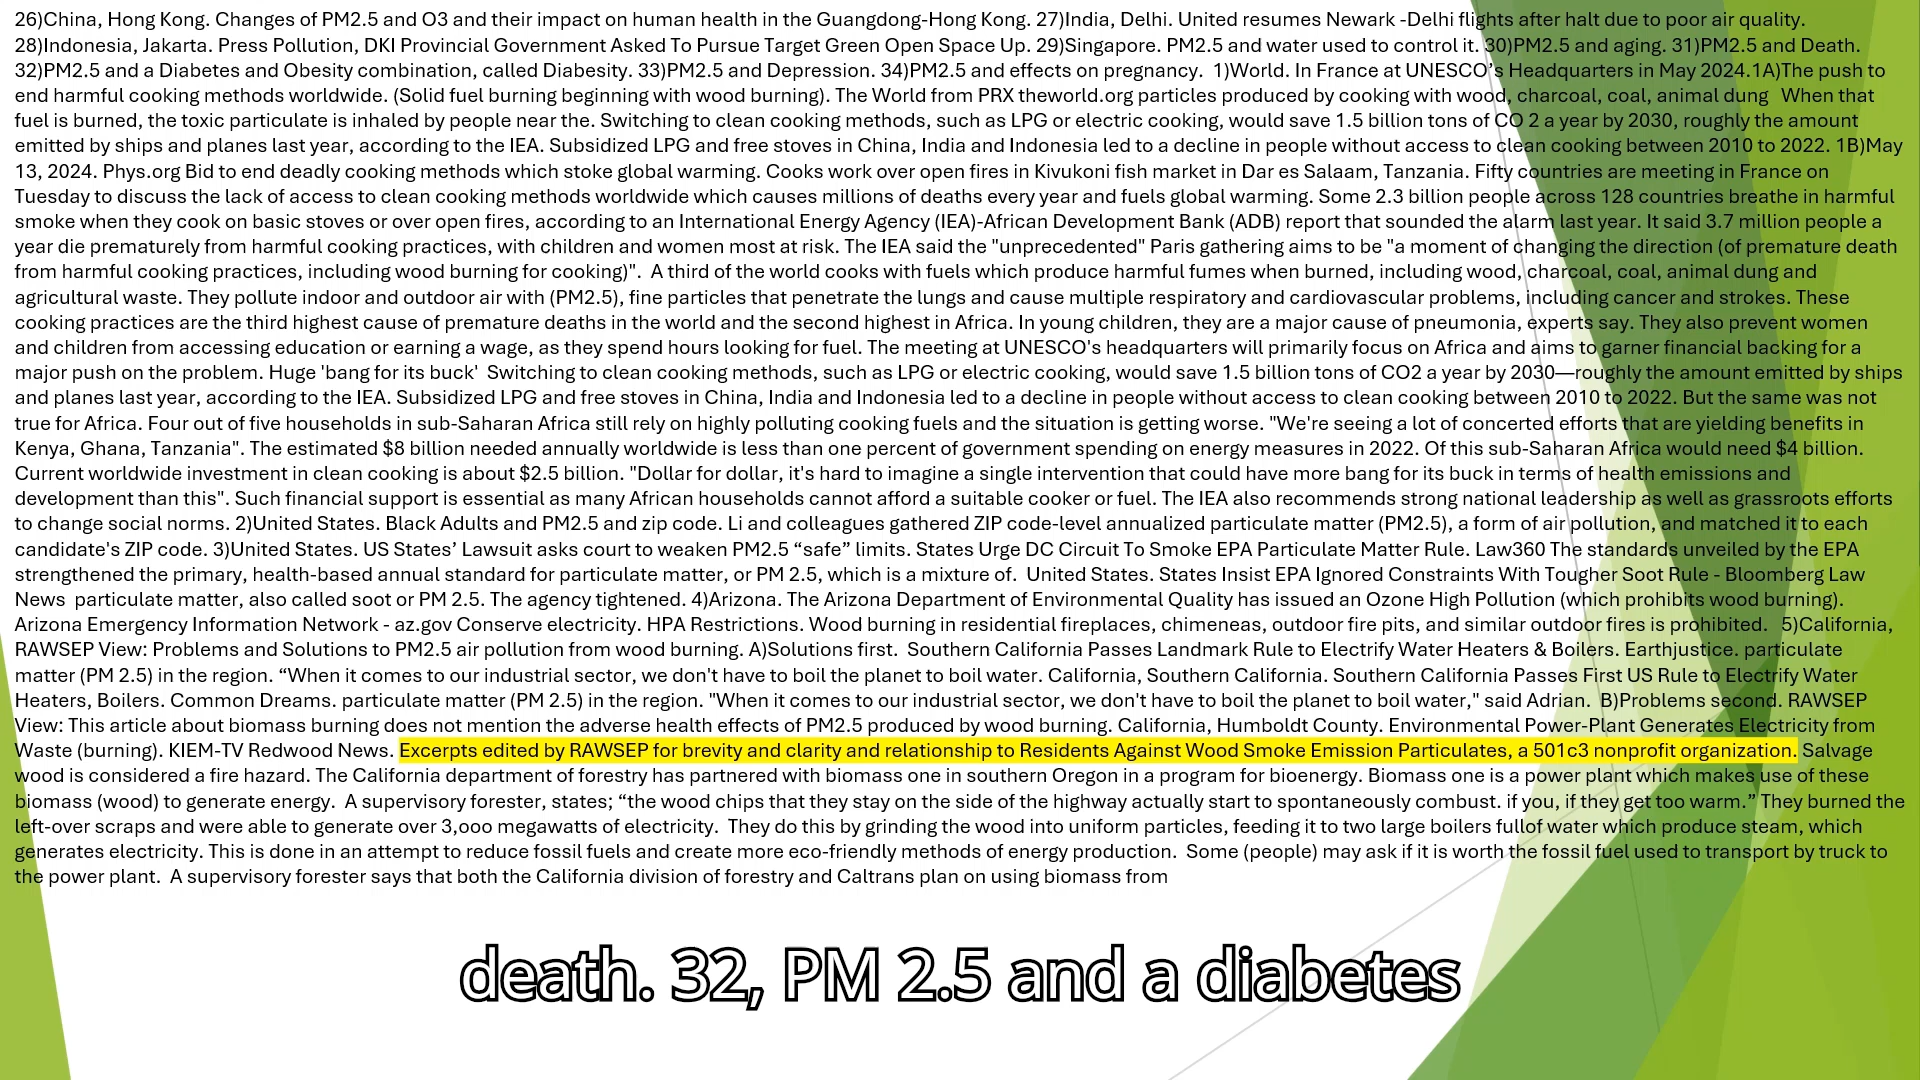 26)China, Hong Kong. Changes of PM2.5 and O3 and their impact on human health in the Guangdong-Hong Kong. 27)India, Delhi. United resumes Newark -Delhi flights after halt due to poor air quality.
28)Indonesia, Jakarta. Press Pollution, DKI Provincial Government Asked To Pursue Target Green Open Space Up. 29)Singapore. PM2.5 and water used to control it. 30)PM2.5 and aging. 31)PM2.5 and Death.
32)PM2.5 and a Diabetes and Obesity combination, called Diabesity. 33)PM2.5 and Depression. 34)PM2.5 and effects on pregnancy.  1)World. In France at UNESCO’s Headquarters in May 2024.1A)The push to
end harmful cooking methods worldwide. (Solid fuel burning beginning with wood burning). The World from PRX theworld.org particles produced by cooking with wood, charcoal, coal, animal dung   When that
fuel is burned, the toxic particulate is inhaled by people near the. Switching to clean cooking methods, such as LPG or electric cooking, would save 1.5 billion tons of CO 2 a year by 2030, roughly the amount
emitted by ships and planes last year, according to the IEA. Subsidized LPG and free stoves in China, India and Indonesia led to a decline in people without access to clean cooking between 2010 to 2022. 1B)May
13, 2024. Phys.org Bid to end deadly cooking methods which stoke global warming. Cooks work over open fires in Kivukoni fish market in Dar es Salaam, Tanzania. Fifty countries are meeting in France on
Tuesday to discuss the lack of access to clean cooking methods worldwide which causes millions of deaths every year and fuels global warming. Some 2.3 billion people across 128 countries breathe in harmful
smoke when they cook on basic stoves or over open fires, according to an International Energy Agency (IEA)-African Development Bank (ADB) report that sounded the alarm last year. It said 3.7 million people a
year die prematurely from harmful cooking practices, with children and women most at risk. The IEA said the "unprecedented" Paris gathering aims to be "a moment of changing the direction (of premature death
from harmful cooking practices, including wood burning for cooking)".  A third of the world cooks with fuels which produce harmful fumes when burned, including wood, charcoal, coal, animal dung and
agricultural waste. They pollute indoor and outdoor air with (PM2.5), fine particles that penetrate the lungs and cause multiple respiratory and cardiovascular problems, including cancer and strokes. These
cooking practices are the third highest cause of premature deaths in the world and the second highest in Africa. In young children, they are a major cause of pneumonia, experts say. They also prevent women
and children from accessing education or earning a wage, as they spend hours looking for fuel. The meeting at UNESCO's headquarters will primarily focus on Africa and aims to garner financial backing for a
major push on the problem. Huge 'bang for its buck'  Switching to clean cooking methods, such as LPG or electric cooking, would save 1.5 billion tons of CO2 a year by 2030—roughly the amount emitted by ships
and planes last year, according to the IEA. Subsidized LPG and free stoves in China, India and Indonesia led to a decline in people without access to clean cooking between 2010 to 2022. But the same was not
true for Africa. Four out of five households in sub-Saharan Africa still rely on highly polluting cooking fuels and the situation is getting worse. "We're seeing a lot of concerted efforts that are yielding benefits in
Kenya, Ghana, Tanzania". The estimated $8 billion needed annually worldwide is less than one percent of government spending on energy measures in 2022. Of this sub-Saharan Africa would need $4 billion.
Current worldwide investment in clean cooking is about $2.5 billion. "Dollar for dollar, it's hard to imagine a single intervention that could have more bang for its buck in terms of health emissions and
development than this". Such financial support is essential as many African households cannot afford a suitable cooker or fuel. The IEA also recommends strong national leadership as well as grassroots efforts
to change social norms. 2)United States. Black Adults and PM2.5 and zip code. Li and colleagues gathered ZIP code-level annualized particulate matter (PM2.5), a form of air pollution, and matched it to each
candidate's ZIP code. 3)United States. US States’ Lawsuit asks court to weaken PM2.5 “safe” limits. States Urge DC Circuit To Smoke EPA Particulate Matter Rule. Law360 The standards unveiled by the EPA
strengthened the primary, health-based annual standard for particulate matter, or PM 2.5, which is a mixture of.  United States. States Insist EPA Ignored Constraints With Tougher Soot Rule - Bloomberg Law
News  particulate matter, also called soot or PM 2.5. The agency tightened. 4)Arizona. The Arizona Department of Environmental Quality has issued an Ozone High Pollution (which prohibits wood burning).
Arizona Emergency Information Network - az.gov Conserve electricity. HPA Restrictions. Wood burning in residential fireplaces, chimeneas, outdoor fire pits, and similar outdoor fires is prohibited.   5)California,
RAWSEP View: Problems and Solutions to PM2.5 air pollution from wood burning. A)Solutions first.  Southern California Passes Landmark Rule to Electrify Water Heaters & Boilers. Earthjustice. particulate
matter (PM 2.5) in the region. “When it comes to our industrial sector, we don't have to boil the planet to boil water. California, Southern California. Southern California Passes First US Rule to Electrify Water
Heaters, Boilers. Common Dreams. particulate matter (PM 2.5) in the region. "When it comes to our industrial sector, we don't have to boil the planet to boil water," said Adrian.  B)Problems second. RAWSEP
View: This article about biomass burning does not mention the adverse health effects of PM2.5 produced by wood burning. California, Humboldt County. Environmental Power-Plant Generates Electricity from
Waste (burning). KIEM-TV Redwood News. Excerpts edited by RAWSEP for brevity and clarity and relationship to Residents Against Wood Smoke Emission Particulates, a 501c3 nonprofit organization. Salvage
wood is considered a fire hazard. The California department of forestry has partnered with biomass one in southern Oregon in a program for bioenergy. Biomass one is a power plant which makes use of these
biomass (wood) to generate energy.  A supervisory forester, states; “the wood chips that they stay on the side of the highway actually start to spontaneously combust. if you, if they get too warm.” They burned the
left-over scraps and were able to generate over 3,ooo megawatts of electricity.  They do this by grinding the wood into uniform particles, feeding it to two large boilers fullof water which produce steam, which
generates electricity. This is done in an attempt to reduce fossil fuels and create more eco-friendly methods of energy production.  Some (people) may ask if it is worth the fossil fuel used to transport by truck to
the power plant.  A supervisory forester says that both the California division of forestry and Caltrans plan on using biomass from
death. 32, PM 2.5 and a diabetes